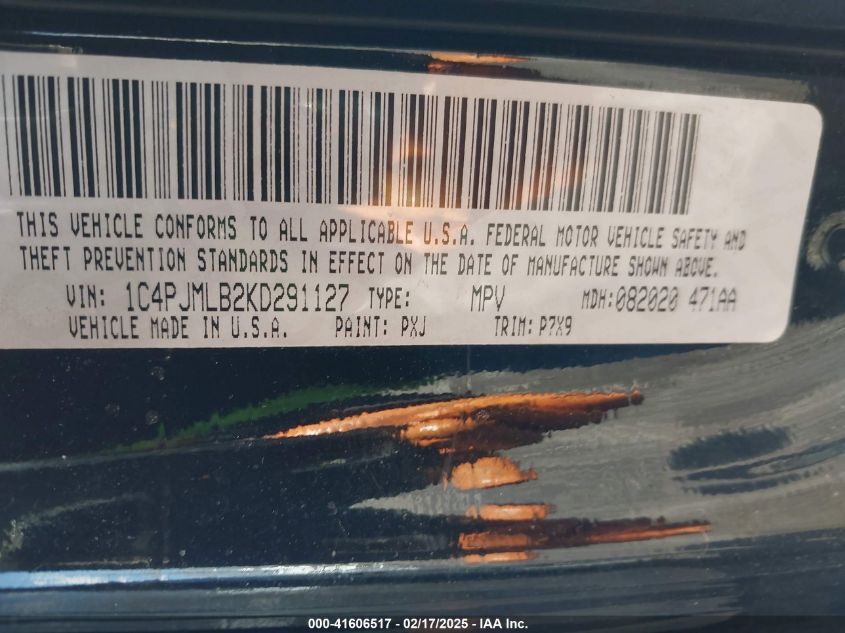 THIS VEHICLE CONFORMS TO ALL APPLICABLE U.S.A. FEDERAL MOTOR VEHICLE SAFETY AND
THEFT PREVENTION STANDARDS IN EFFECT ON THE DATE OF MANUFACTURE SHOWN ABOVE.
VIN: 1C4PJMLB2KD291127 TYPE: MPV MDH:082020 471AA
VEHICLE MADE IN U.S.A. PAINT: PXJ TRIM: P7X9
000-41606517 - 02/17/2025 - IAA Inc.